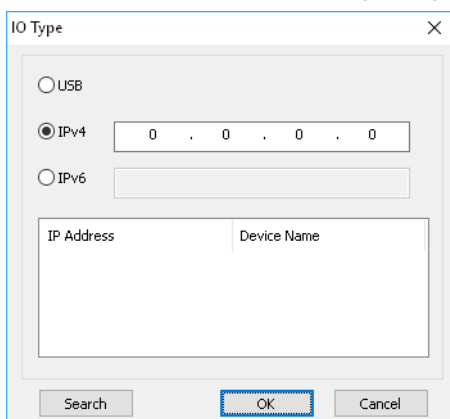 IO Type
USB
IPv4 0 . 0 . 0 . 0
IPv6
IP Address Device Name
Search OK Cancel